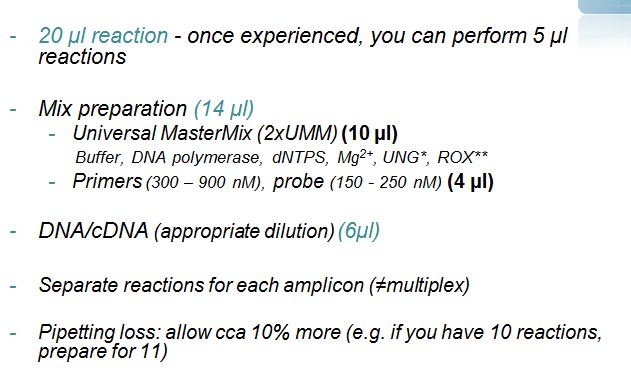 - 20 µl reaction - once experienced, you can perform 5 µl
reactions
- Mix preparation (14 µl)
- Universal MasterMix (2xUMM) (10 µl)
Buffer, DNA polymerase, dNTPS, Mg2+, UNG*, ROX**
- Primers (300 – 900 nM), probe (150 - 250 nM) (4 µl)
- DNA/cDNA (appropriate dilution) (6µl)
- Separate reactions for each amplicon (≠multiplex)
- Pipetting loss: allow cca 10% more (e.g. if you have 10 reactions,
prepare for 11)